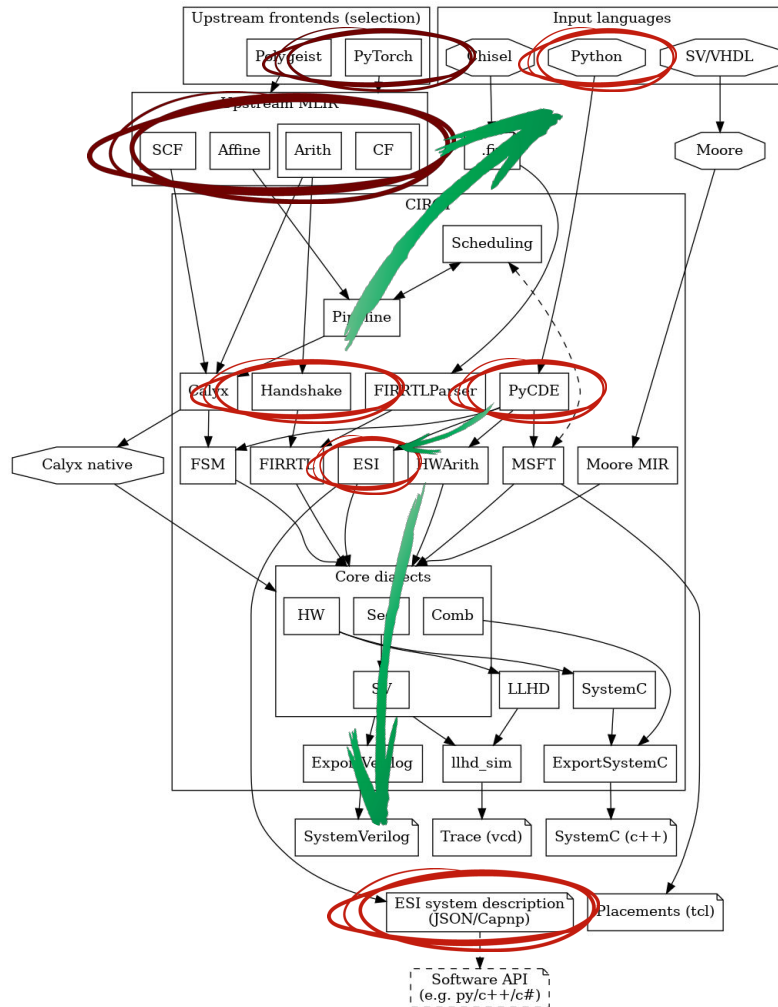 Upstream frontends (selection)
Input languages
Polygeist
PyTorch
Chisel
Python
SV/VHDL
Upstream MLIR
SCF
Affine
Arith
CF
Moore
CIRCT
Scheduling
Pipeline
Calyx
Handshake
FIRRTLParser
PyCDE
Calyx native
FSM
FIRRTL
ESI
HWArith
MSFT
Moore MIR
Core dialects
HW
Seq
Comb
SV
LLHD
SystemC
ExportVerilog
llhd_sim
ExportSystemC
SystemVerilog
Trace (vcd)
SystemC (c++)
ESI system description
(JSON/Capnp)
Placements (tcl)
Software API
(e.g. py/c++/c#)